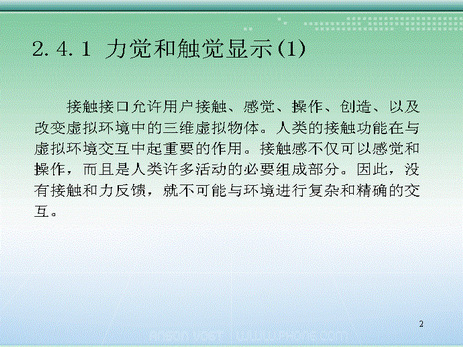 2.4.1 力觉和触觉显示(1)
接触接口允许用户接触、感觉、操作、创造、以及
改变虚拟环境中的三维虚拟物体。人类的接触功能在与
虚拟环境交互中起重要的作用。接触感不仅可以感觉和
操作，而且是人类许多活动的必要组成部分。因此，没
有接触和力反馈，就不可能与环境进行复杂和精确的交
互。
2